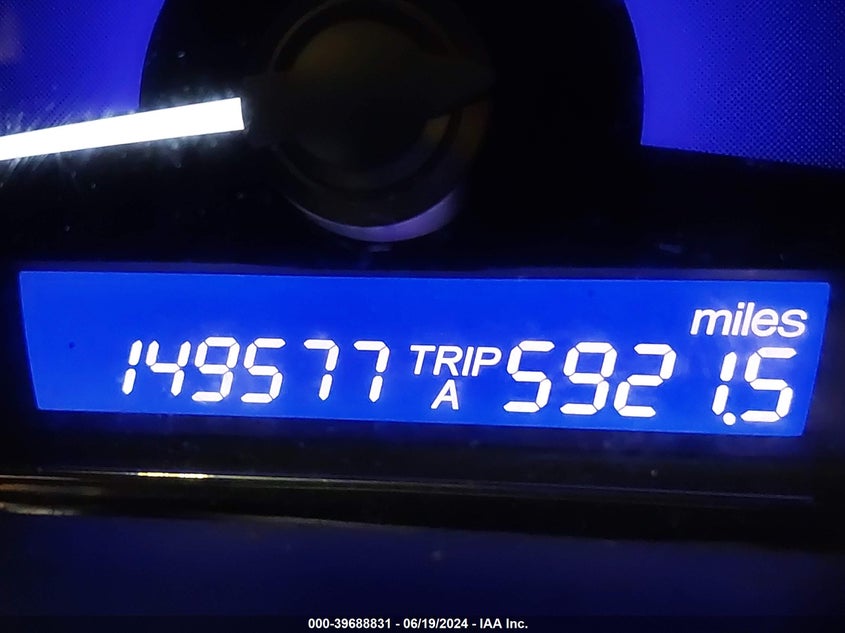 miles
149577 TRIP A 5921.5
000-39688831 - 06/19/2024 - IAA Inc.